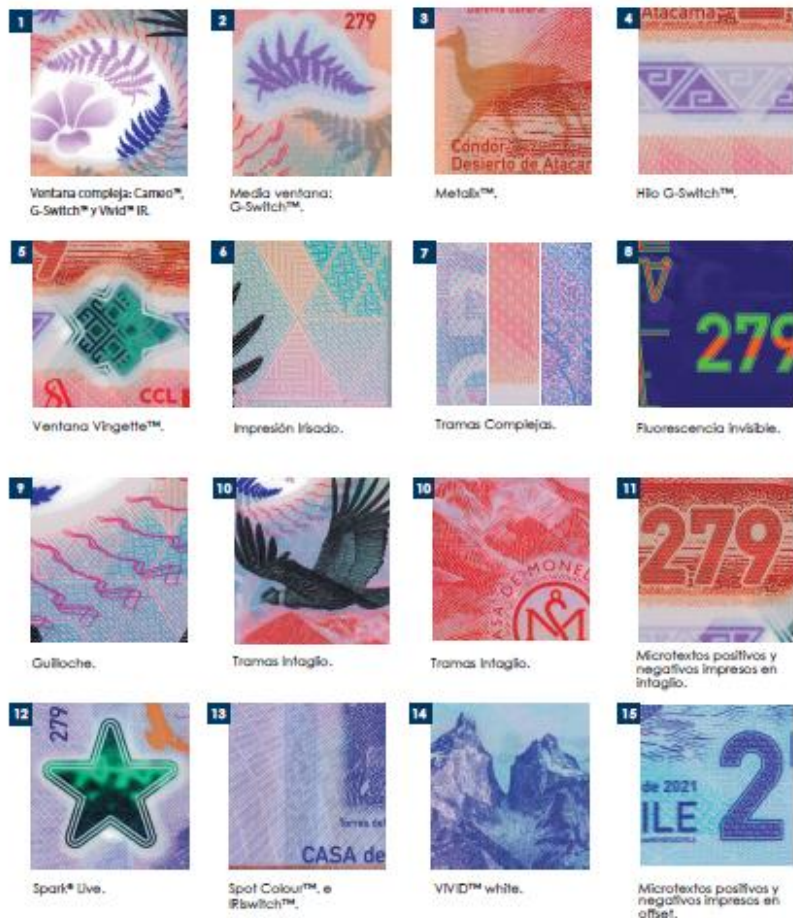 1
2
279
3
Cóndor
Desierto de Atacar
4
Atacama
Ventana compleja: Cameo™,
G-Switch™ y Vivid™ IR.
Media ventana:
G-Switch™.
Metalix™.
Hilo G-Switch™.
5
CCL
6
7
8
279
Ventana Vingette™.
Impresión Irisado.
Tramas Complejas.
Fluorescencia invisible.
9
10
10
CASA DE MONED
11
279
Guilloche.
Tramas Intaglio.
Tramas Intaglio.
Microtextos positivos y
negativos impresos en
intaglio.
12
279
13
CASA de
14
15
de 2021
ILE
2
Spark® Live.
Spot Colour™. e
IRIswitch™.
VIVID™ white.
Microtextos positivos y
negativos impresos en
offset.